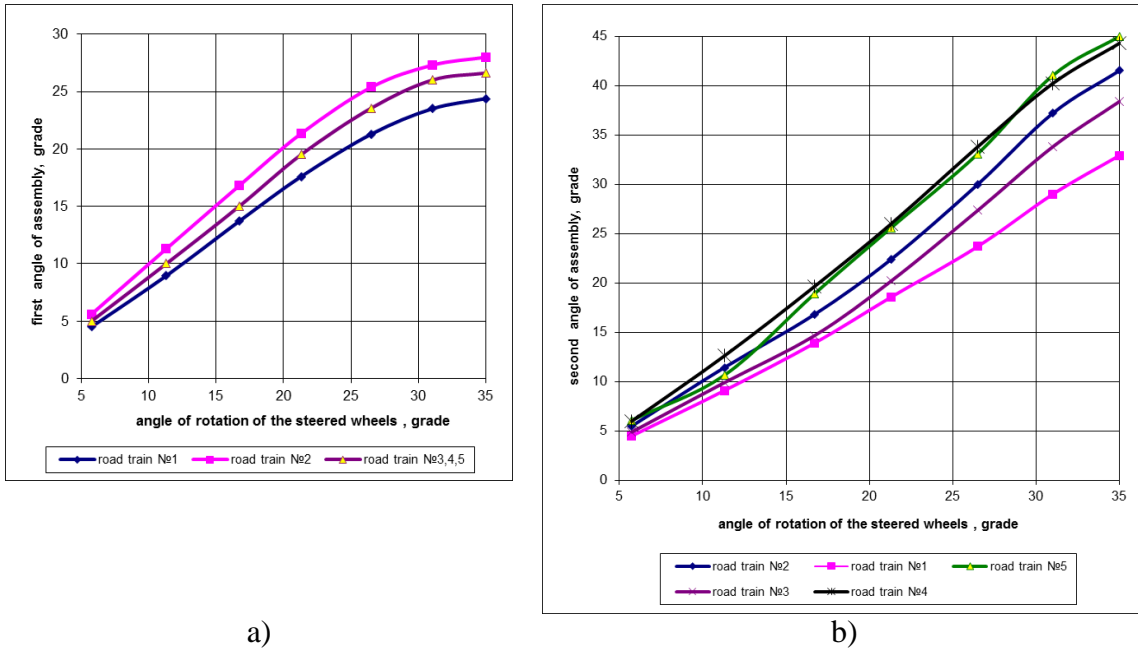 first angle of assembly, grade
30
25
20
15
10
5
0
5 10 15 20 25 30 35
angle of rotation of the steered wheels , grade
road train №1 road train №2 road train №3,4,5
a)
second angle of assembly, grade
45
40
35
30
25
20
15
10
5
0
5 10 15 20 25 30 35
angle of rotation of the steered wheels , grade
road train №2 road train №1 road train №5
road train №3 road train №4
b)